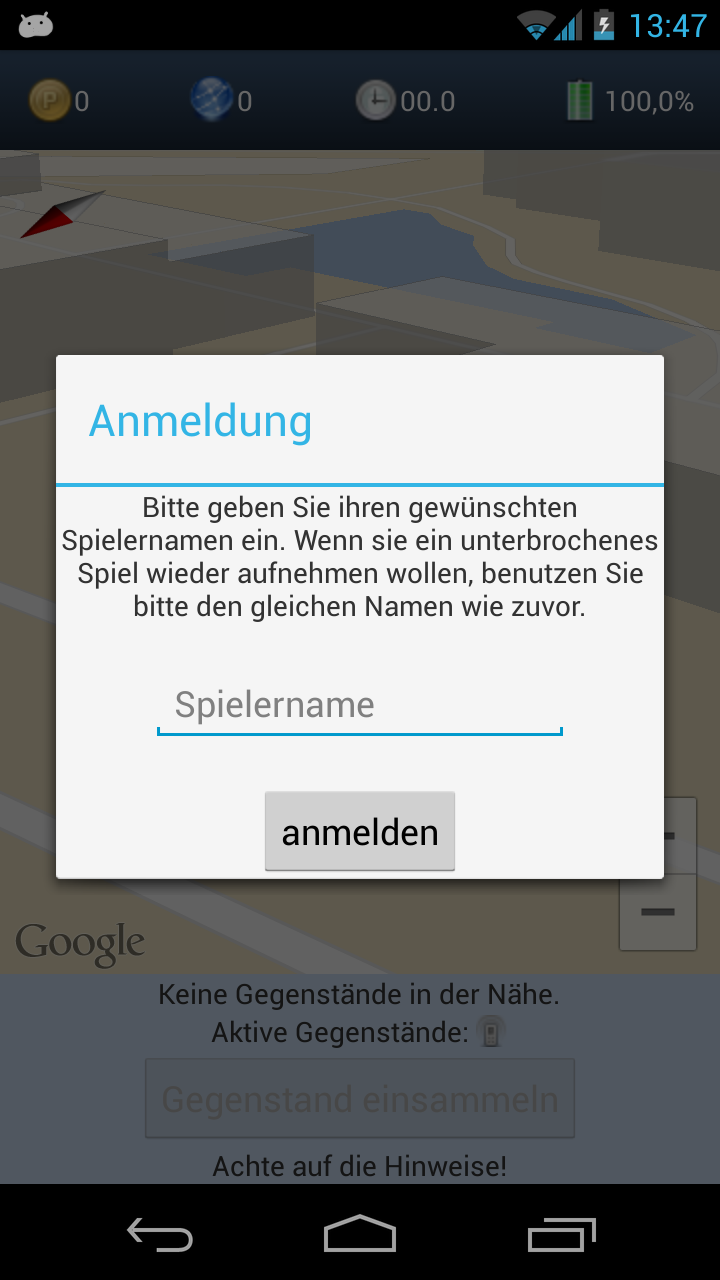 13:47
P 0 0 00.0 100,0%
Anmeldung
Bitte geben Sie ihren gewünschten
Spielernamen ein. Wenn sie ein unterbrochenes
Spiel wieder aufnehmen wollen, benutzen Sie
bitte den gleichen Namen wie zuvor.
Spielername
anmelden
Google
Keine Gegenstände in der Nähe.
Aktive Gegenstände:
Gegenstand einsammeln
Achte auf die Hinweise!